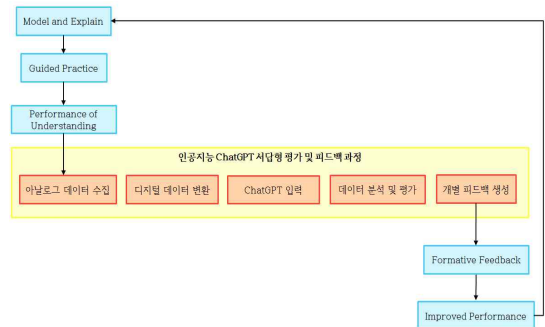 Model and Explain
Guided Practice
Performance of
Understanding
인공지능 ChatGPT 서답형 평가 및 피드백 과정
아날로그 데이터 수집
디지털 데이터 변환
ChatGPT 입력
데이터 분석 및 평가
개별 피드백 생성
Formative Feedback
Improved Performance